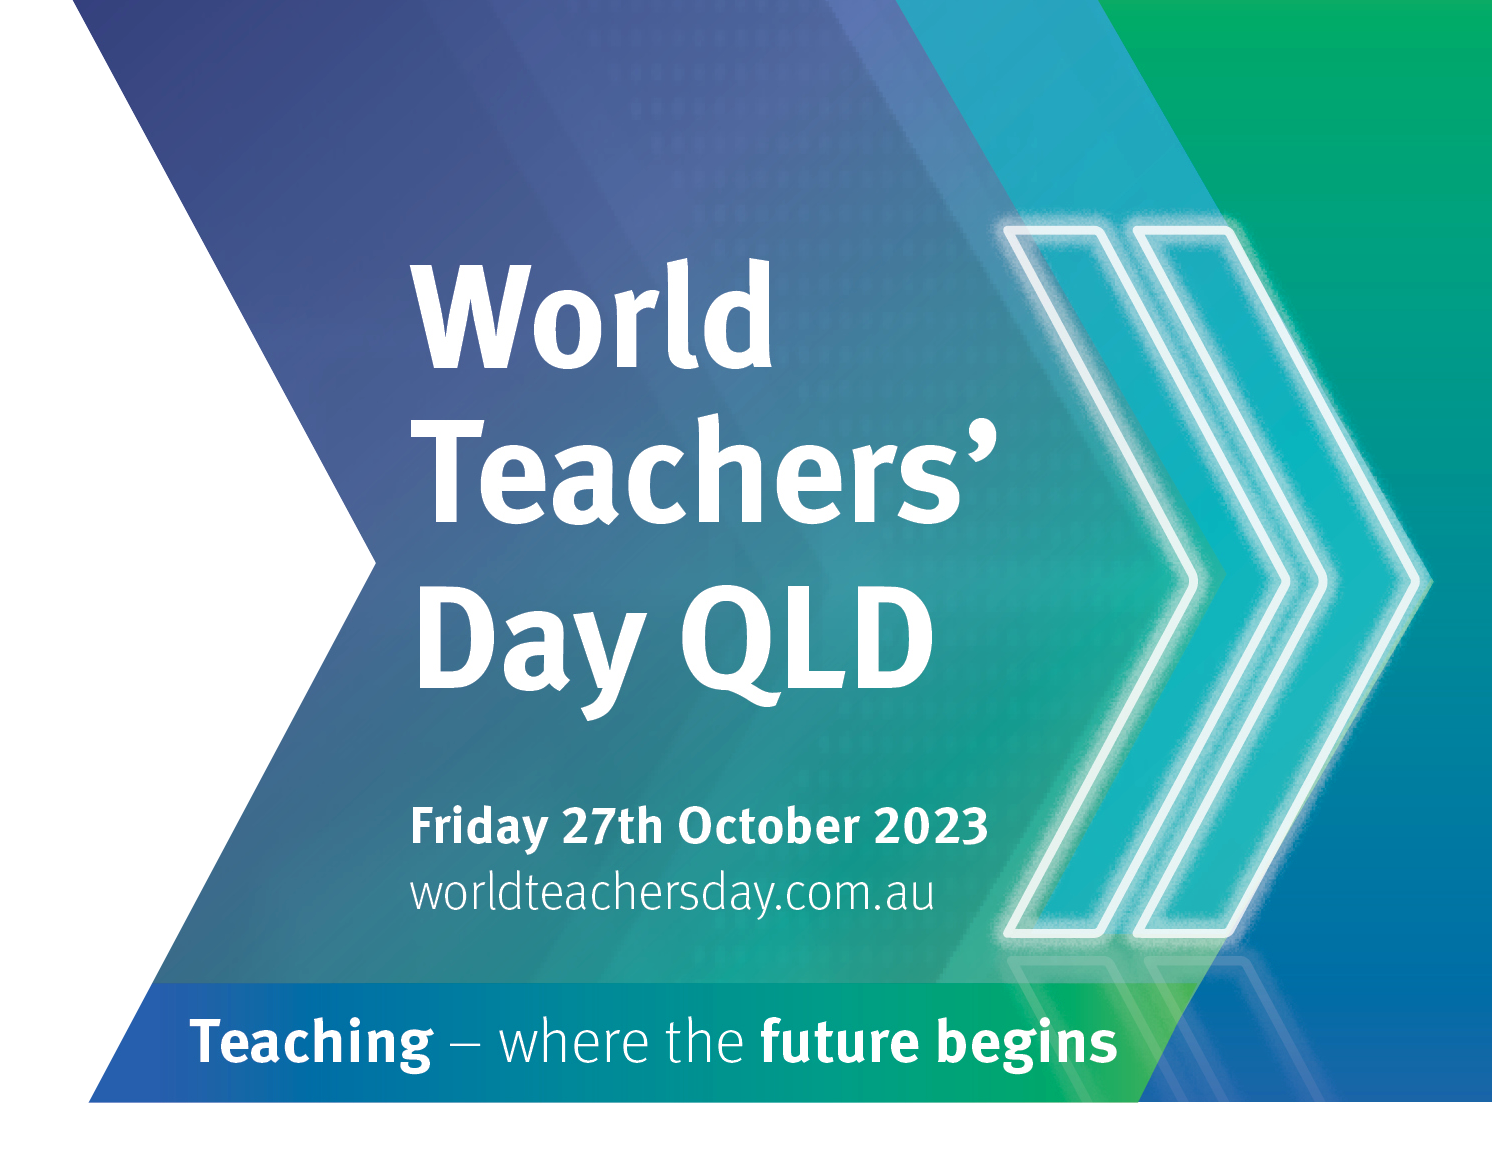 World
Teachers’
Day QLD
Friday 27th October 2023
worldteachersday.com.au
Teaching – where the future begins